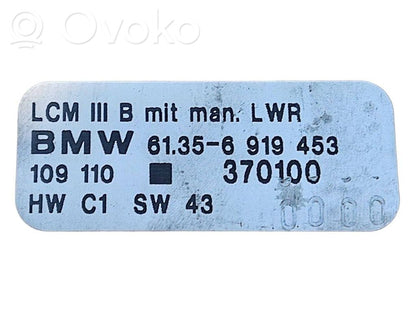 Ovoko
LCM III B mit man. LWR
BMW 61.35-6 919 453
109 110 ■ 370100
HW C1 SW 43 0000